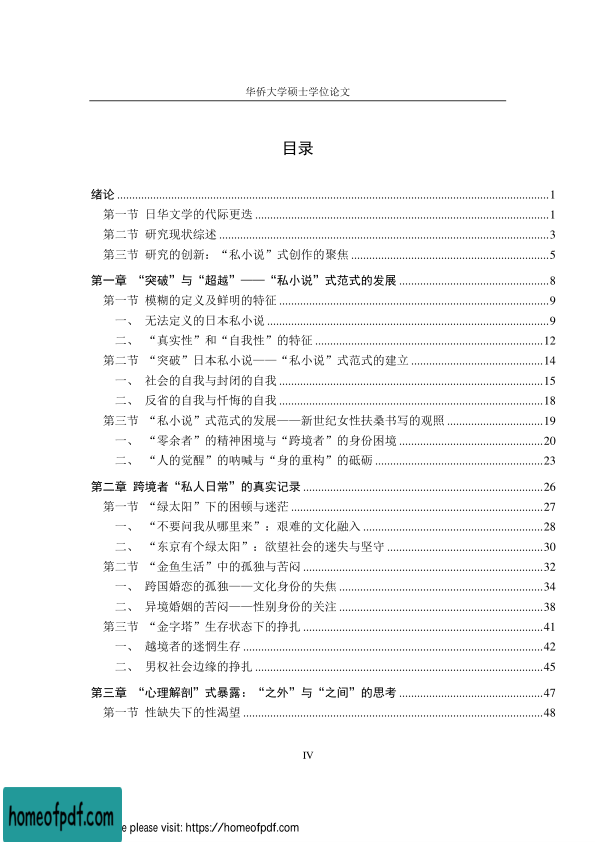 华侨大学硕士学位论文
目录
绪论 1
第一节 日华文学的代际更迭 1
第二节 研究现状综述 3
第三节 研究的创新：“私小说”式创作的聚焦 5
第一章 “突破”与“超越”——“私小说”式范式的发展 8
第一节 模糊的定义及鲜明的特征 9
一、 无法定义的日本私小说 9
二、 “真实性”和“自我性”的特征 12
第二节 “突破”日本私小说——“私小说”式范式的建立 14
一、 社会的自我与封闭的自我 15
二、 反省的自我与忏悔的自我 18
第三节 “私小说”式范式的发展——新世纪女性扶桑书写的观照 19
一、 “零余者”的精神困境与“跨境者”的身份困境 20
二、 “人的觉醒”的呐喊与“身的重构”的砥砺 23
第二章 跨境者“私人日常”的真实记录 26
第一节 “绿太阳”下的困顿与迷茫 27
一、 “不要问我从哪里来”：艰难的文化融入 28
二、 “东京有个绿太阳”：欲望社会的迷失与坚守 30
第二节 “金鱼生活”中的孤独与苦闷 32
一、 跨国婚恋的孤独——文化身份的失焦 34
二、 异境婚姻的苦闷——性别身份的关注 38
第三节 “金字塔”生存状态下的挣扎 41
一、 越境者的迷惘生存 42
二、 男权社会边缘的挣扎 45
第三章 “心理解剖”式暴露：“之外”与“之间”的思考 47
第一节 性缺失下的性渴望 48
IV
homeofpdf.com
e please visit: https://homeofpdf.com